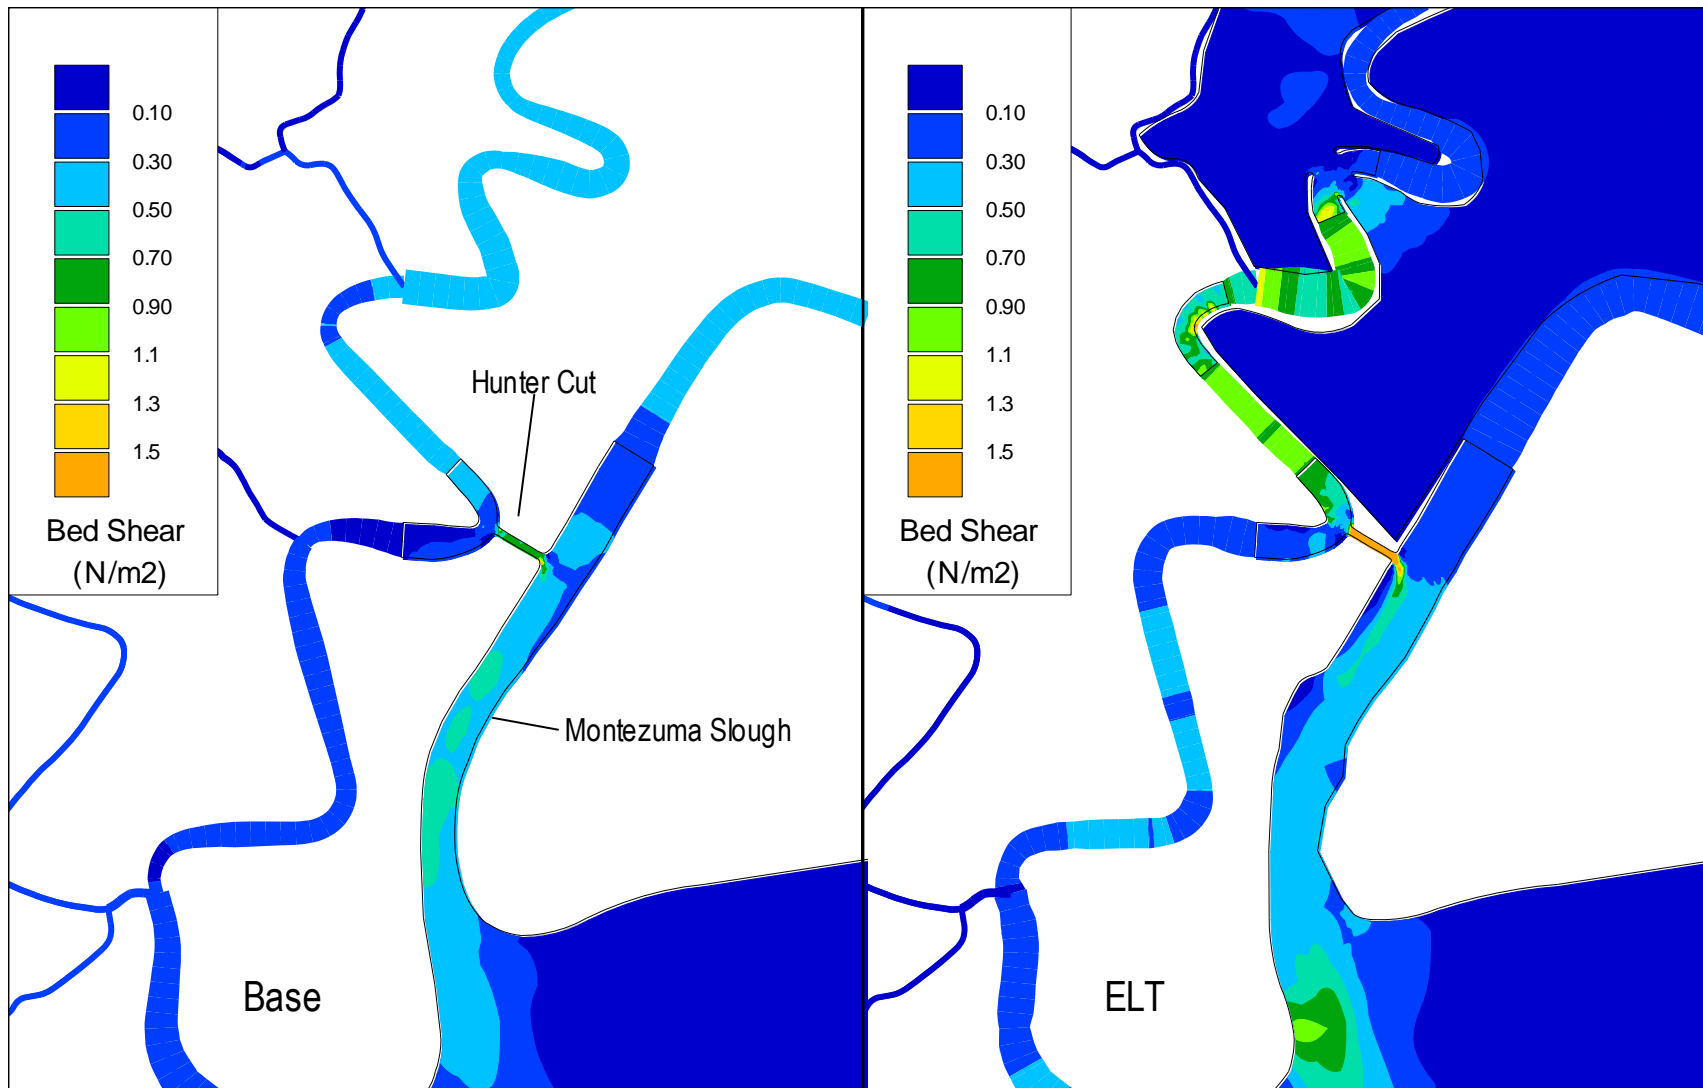 0.10
0.30
0.50
0.70
0.90
1.1
1.3
1.5
Bed Shear
(N/m2)
Hunter Cut
Montezuma Slough
Base
0.10
0.30
0.50
0.70
0.90
1.1
1.3
1.5
Bed Shear
(N/m2)
ELT